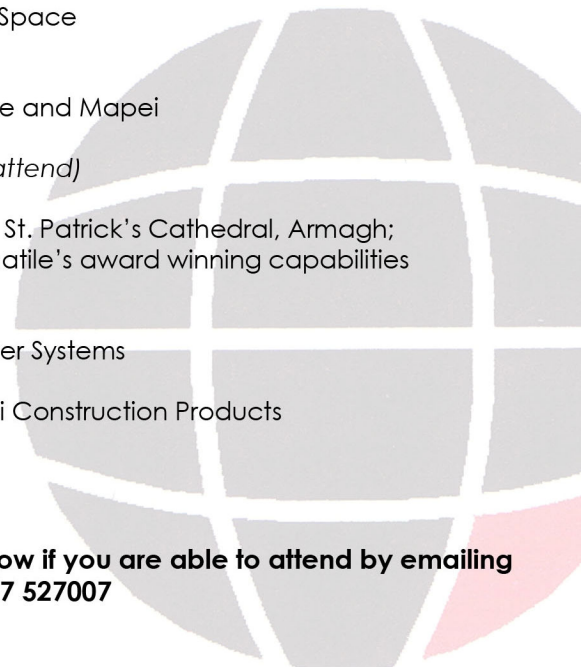 Space
e and Mapei
attend)
St. Patrick's Cathedral, Armagh;
atile's award winning capabilities
er Systems
i Construction Products
ow if you are able to attend by emailing
7 527007